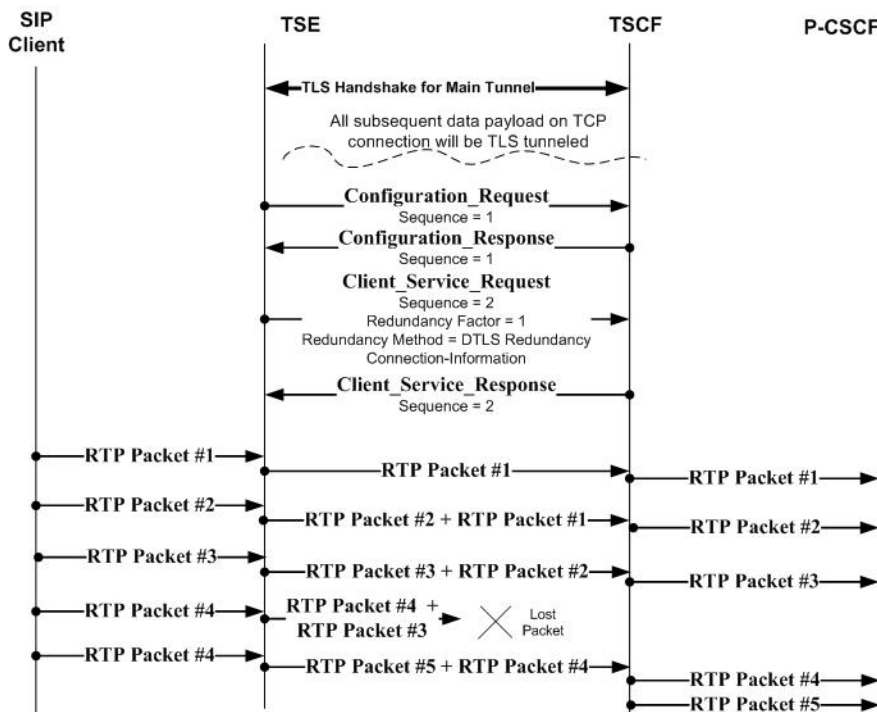 SIP
Client
TSE
TSCF
P-CSCF
TLS Handshake for Main Tunnel
All subsequent data payload on TCP
connection will be TLS tunneled
Configuration_Request
Sequence = 1
Configuration_Response
Sequence = 1
Client_Service_Request
Sequence = 2
Redundancy Factor = 1
Redundancy Method = DTLS Redundancy
Connection-Information
Client_Service_Response
Sequence = 2
RTP Packet #1
RTP Packet #1
RTP Packet #1
RTP Packet #2
RTP Packet #2 + RTP Packet #1
RTP Packet #2
RTP Packet #3
RTP Packet #3 + RTP Packet #2
RTP Packet #3
RTP Packet #4
RTP Packet #4 +
RTP Packet #3
Lost
Packet
RTP Packet #4
RTP Packet #5 + RTP Packet #4
RTP Packet #4
RTP Packet #5